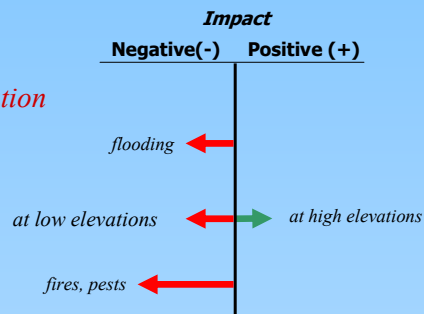 Impact
Negative(-) Positive (+)
tion
flooding
at low elevations at high elevations
fires, pests